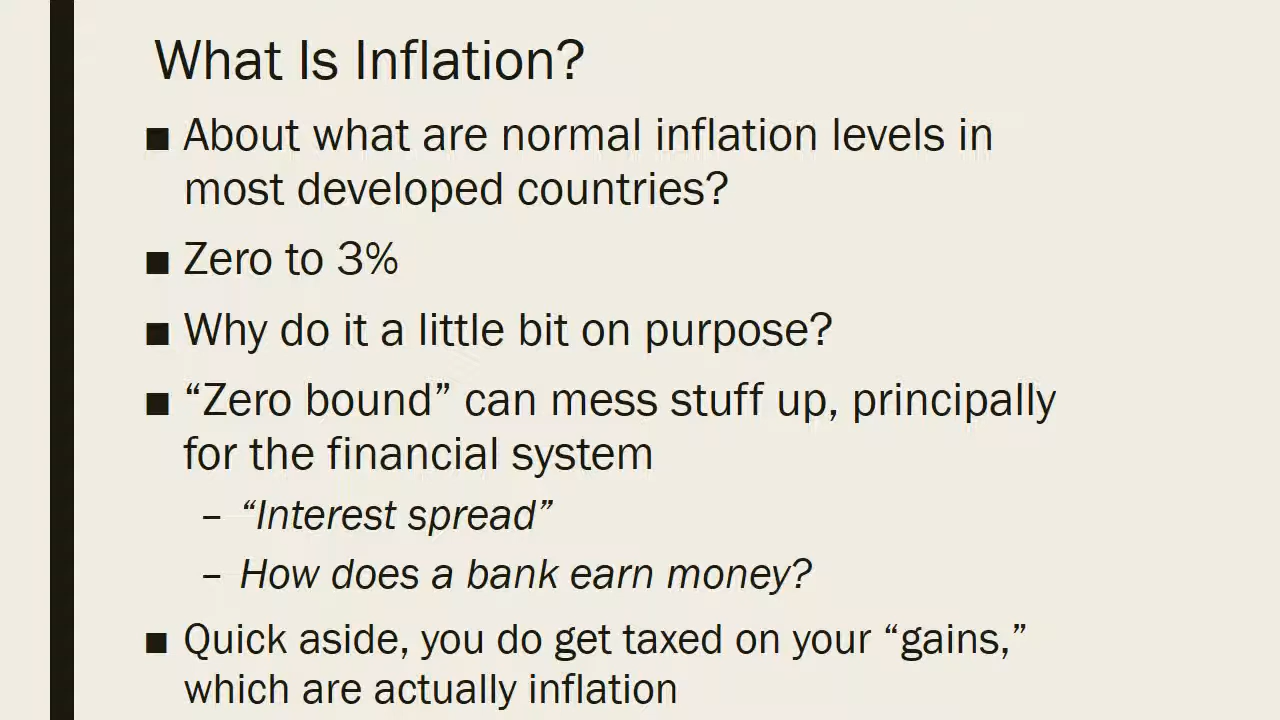 What Is Inflation?
■ About what are normal inflation levels in
most developed countries?
■ Zero to 3%
■ Why do it a little bit on purpose?
■ “Zero bound” can mess stuff up, principally
for the financial system
– “Interest spread”
– How does a bank earn money?
■ Quick aside, you do get taxed on your “gains,”
which are actually inflation